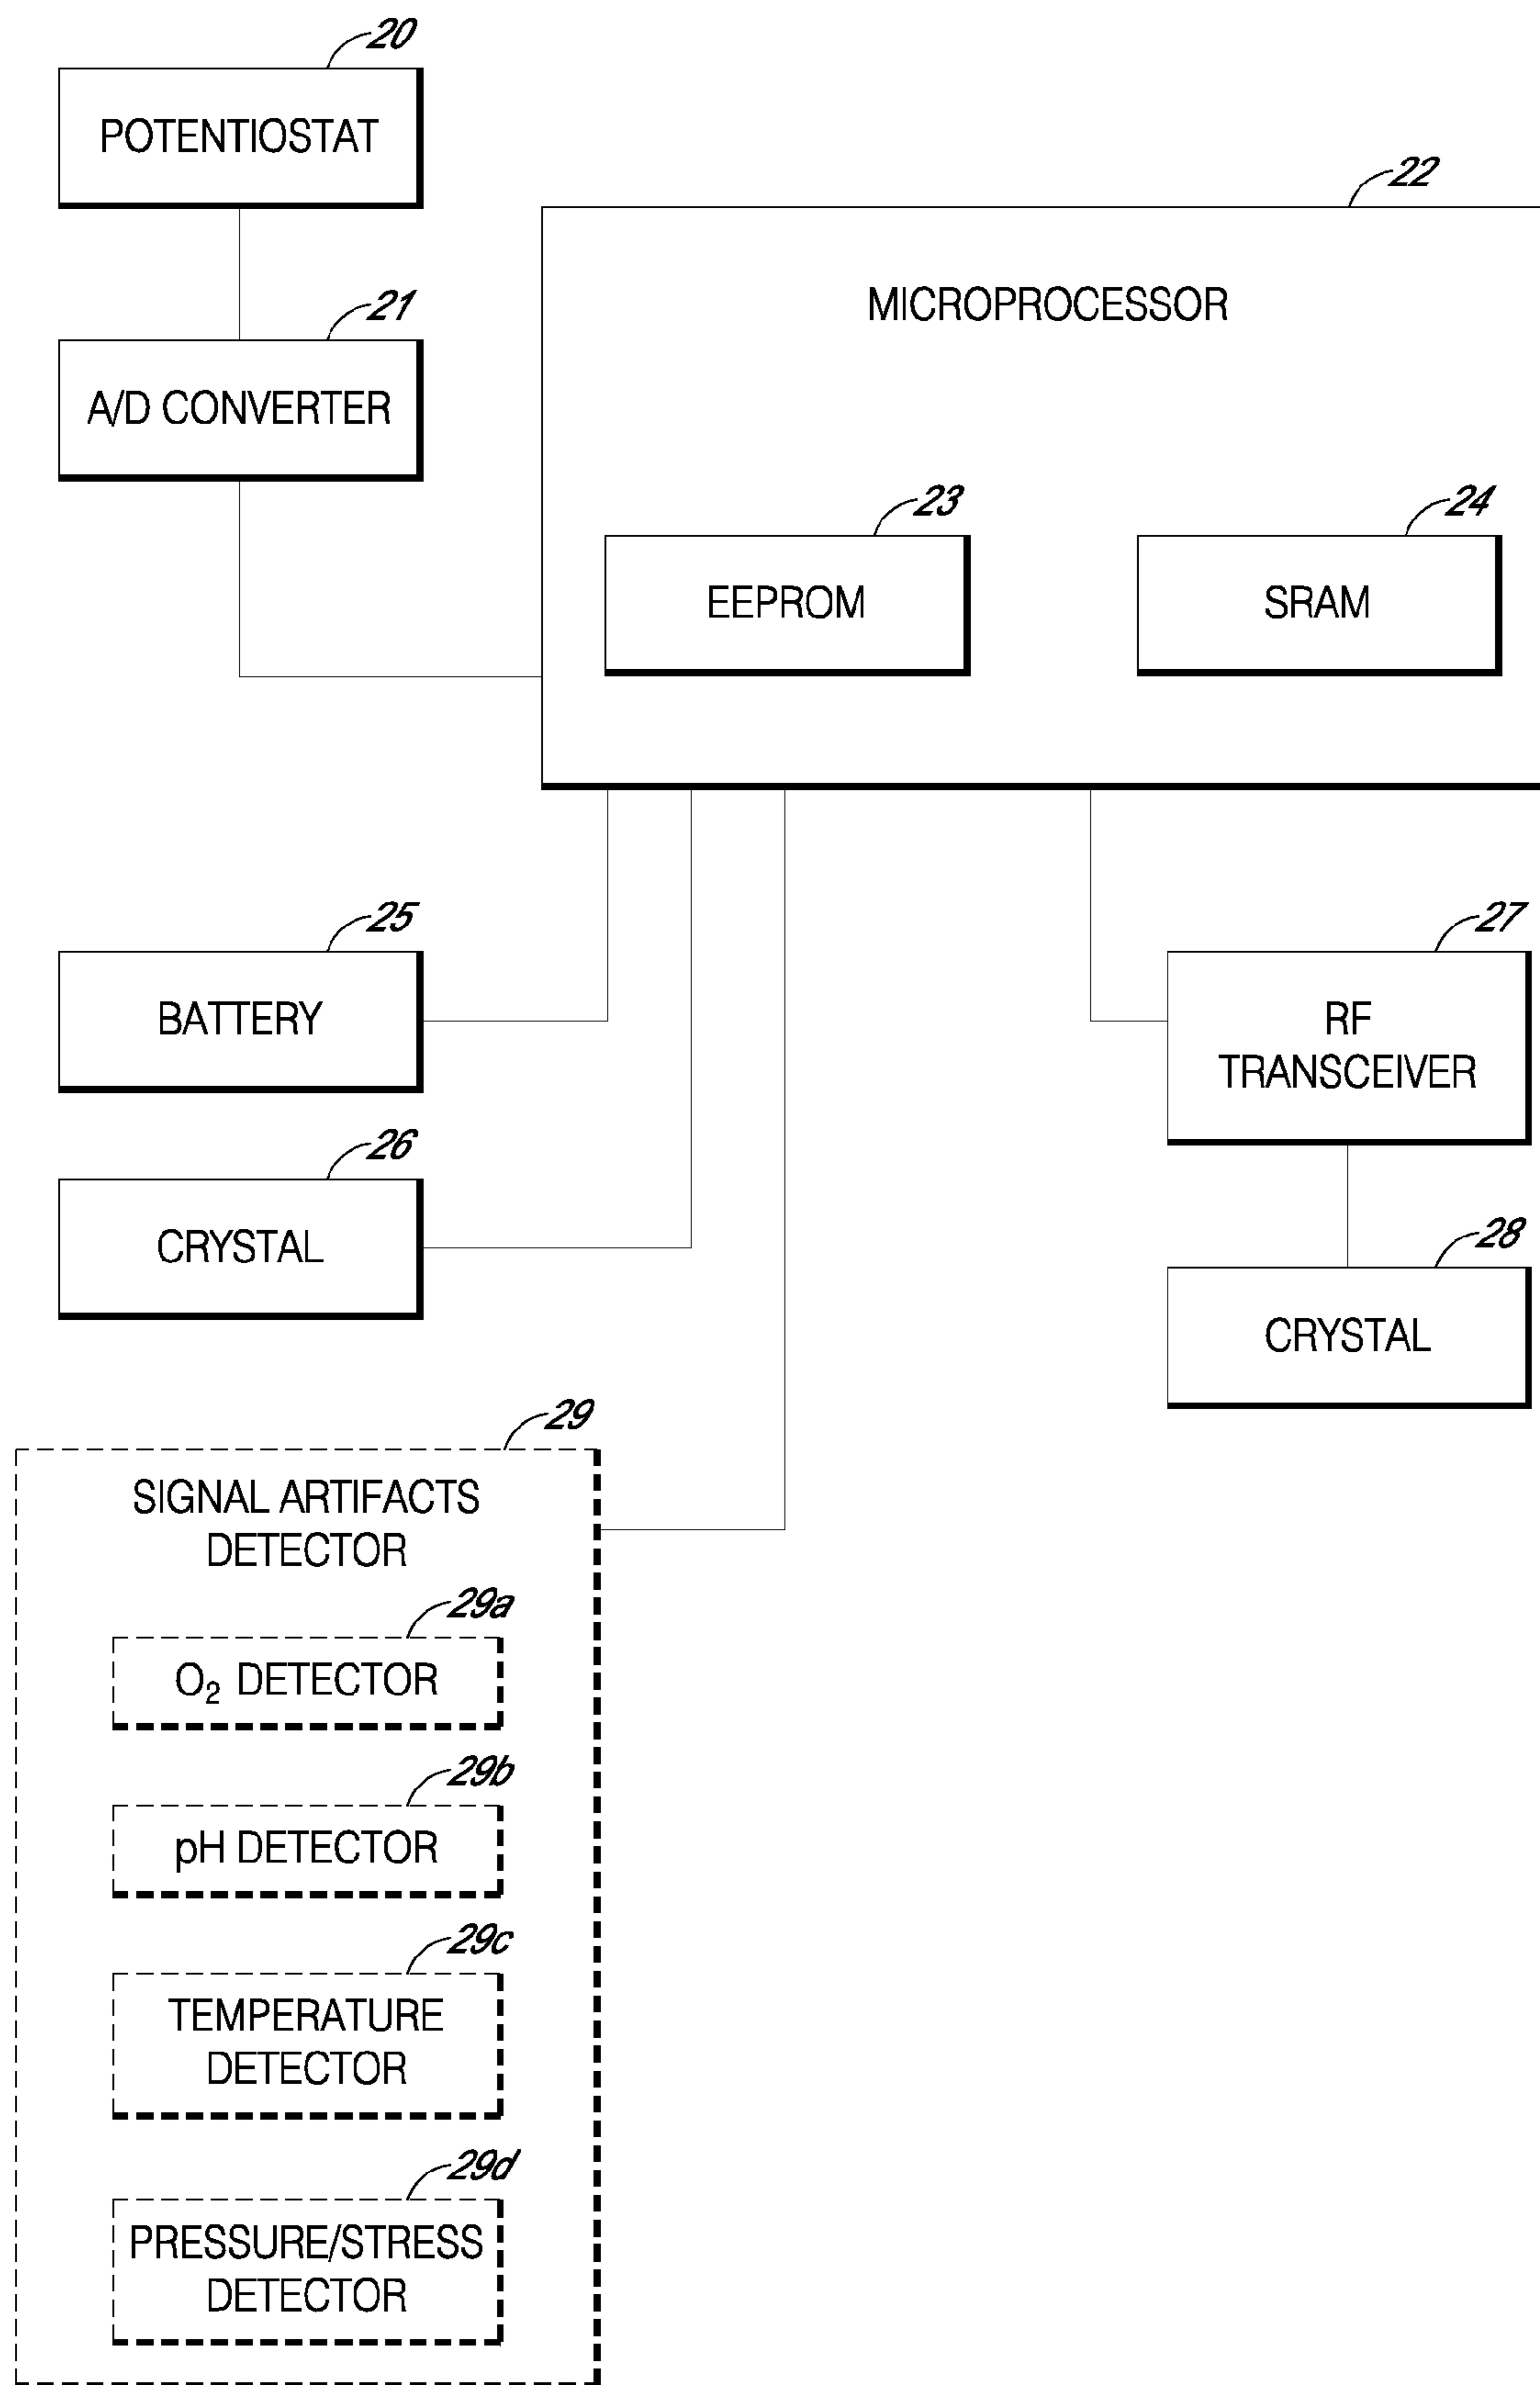 20
POTENTIOSTAT
22
MICROPROCESSOR
21
A/D CONVERTER
23
EEPROM
24
SRAM
25
BATTERY
27
RF
TRANSCEIVER
26
CRYSTAL
28
CRYSTAL
29
SIGNAL ARTIFACTS
DETECTOR
29a
O₂ DETECTOR
29b
pH DETECTOR
29c
TEMPERATURE
DETECTOR
29d
PRESSURE/STRESS
DETECTOR